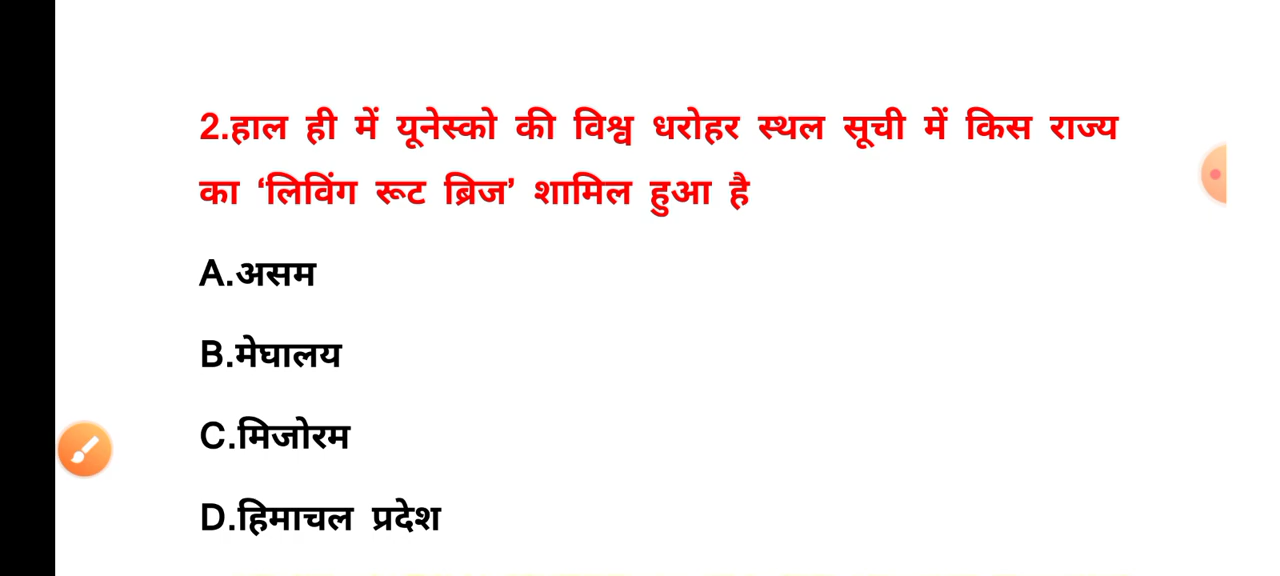 2.हाल ही में यूनेस्को की विश्व धरोहर स्थल सूची में किस राज्य
का ‘लिविंग रूट ब्रिज’ शामिल हुआ है
A.असम
B.मेघालय
C.मिजोरम
D.हिमाचल प्रदेश